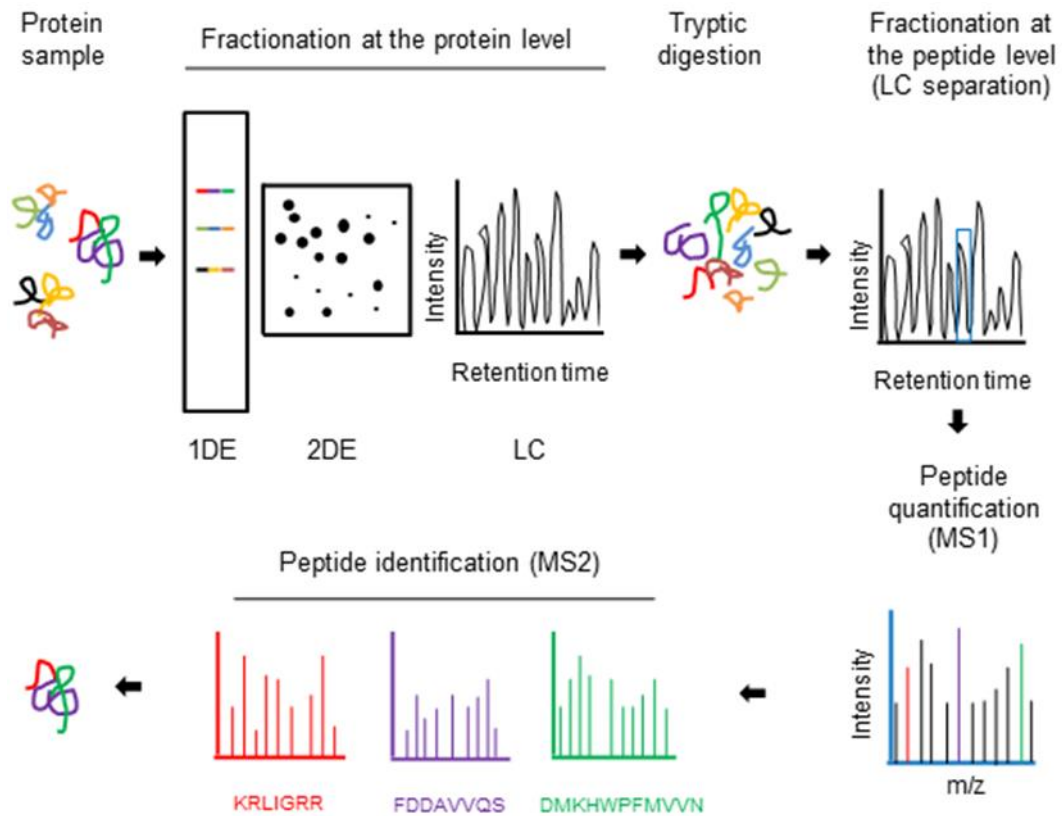 Protein
sample
Fractionation at the protein level
Tryptic
digestion
Fractionation at
the peptide level
(LC separation)
Intensity
Retention time
1DE
2DE
LC
Intensity
Retention time
Peptide
quantification
(MS1)
Peptide identification (MS2)
Intensity
m/z
KRLIGRR
FDDAVVQS
DMKHWPFMVVN